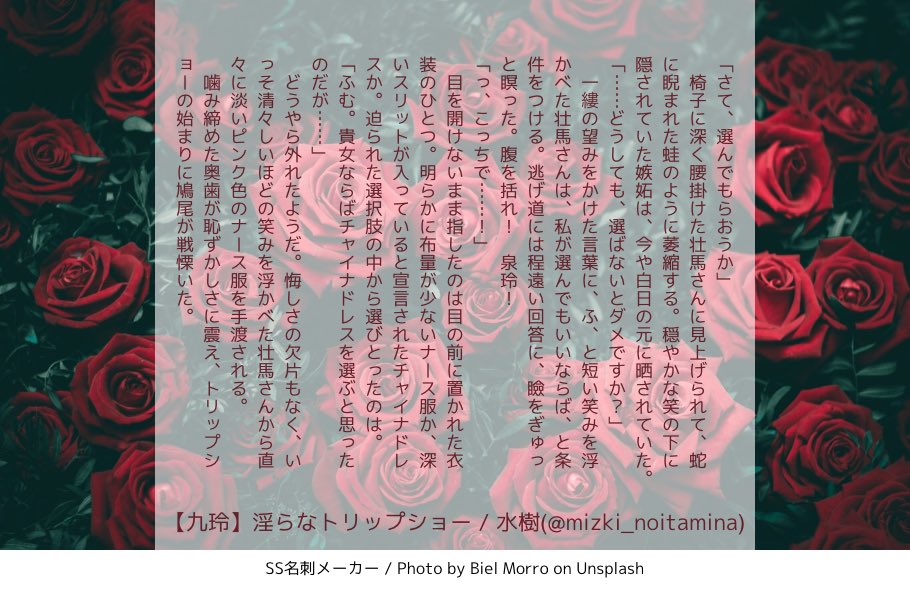 「さて、選んでもらおうか」
　椅子に深く腰掛けた壮馬さんに見上げられて、蛇
に睨まれた蛙のように萎縮する。穏やかな笑の下に
隠されていた嫉妬は、今や白日の元に晒されていた。
「……どうしても、選ばないとダメですか？」
　一縷の望みをかけた言葉に、ふ、と短い笑みを浮
かべた壮馬さんは、私が選んでもいいならば、と条
件をつける。逃げ道には程遠い回答に、瞼をぎゅっ
と瞑った。腹を括れ！　泉玲！
「っ、こっちで……！」
　目を開けないまま指したのは目の前に置かれた衣
装のひとつ。明らかに布量が少ないナース服か、深
いスリットが入っていると宣言されたチャイナドレ
スか。迫られた選択肢の中から選びとったのは。
「ふむ。貴女ならばチャイナドレスを選ぶと思った
のだが……」
　どうやら外れたようだ。悔しさの欠片もなく、い
っそ清々しいほどの笑みを浮かべた壮馬さんから直
々に淡いピンク色のナース服を手渡される。
　噛み締めた奥歯が恥ずかしさに震え、トリップシ
ョーの始まりに鳩尾が戦慄いた。
【九玲】淫らなトリップショー / 水樹(@mizki_noitamina)
SS名刺メーカー / Photo by Biel Morro on Unsplash